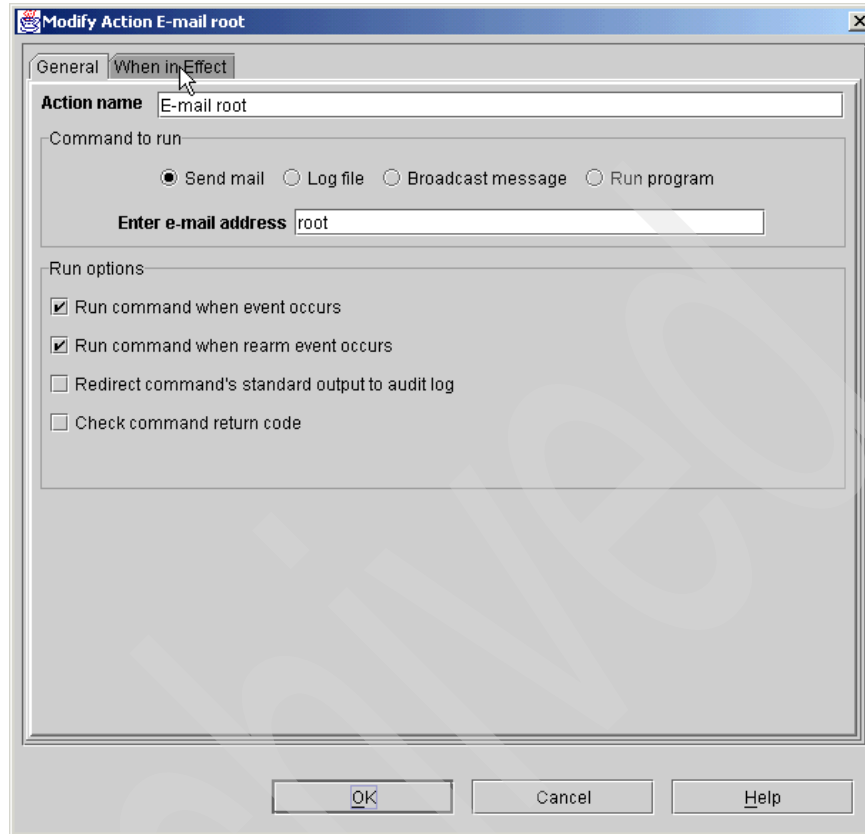 Modify Action E-mail root
General When in Effect
Action name E-mail root
Command to run
Send mail Log file Broadcast message Run program
Enter e-mail address root
Run options
Run command when event occurs
Run command when rearm event occurs
Redirect command's standard output to audit log
Check command return code
OK Cancel Help